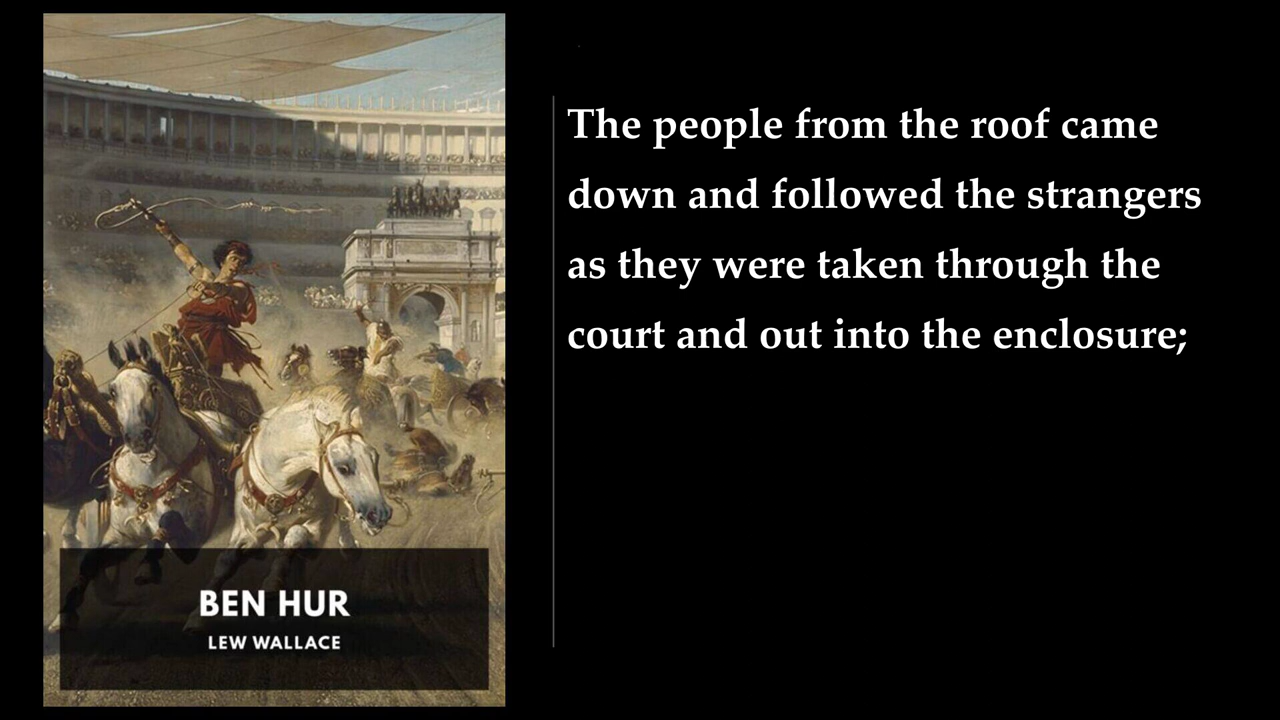 The people from the roof came
down and followed the strangers
as they were taken through the
court and out into the enclosure;
BEN HUR
LEW WALLACE